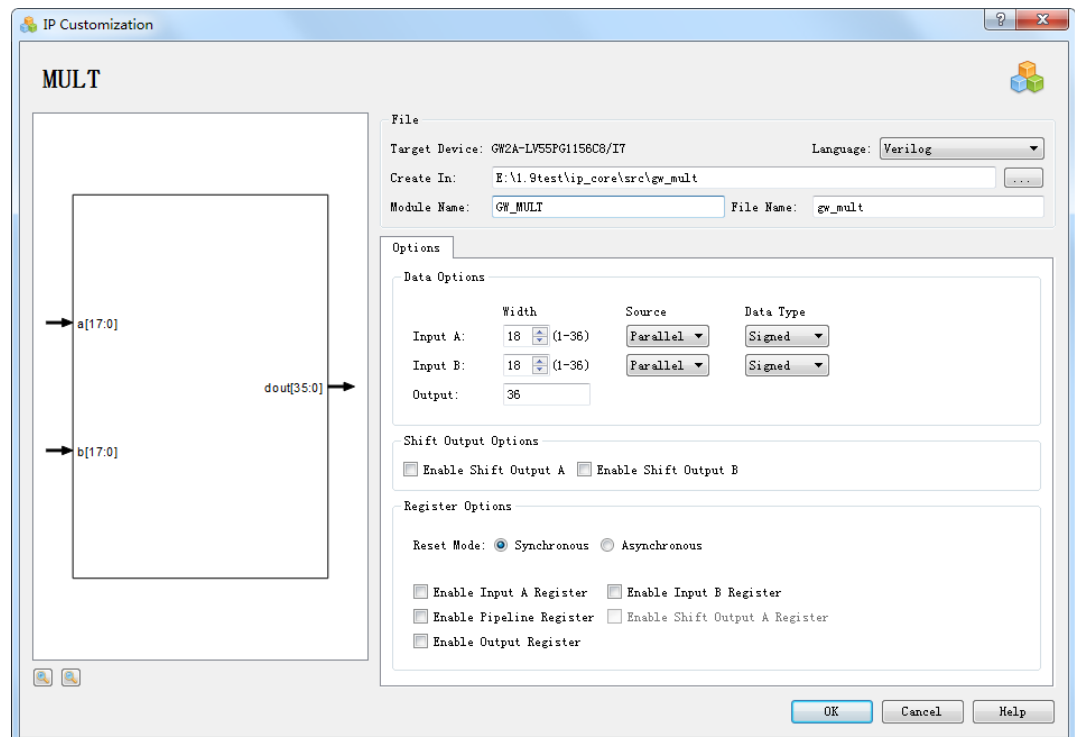 IP Customization
MULT
a[17:0]
b[17:0]
dout[35:0]
File
Target Device: GW2A-LV55PG1156C8/I7 Language: Verilog
Create In: E:\1.9test\ip_core\src\gw_mult ...
Module Name: GW_MULT File Name: gw_mult
Options
Data Options
Width Source Data Type
Input A: 18 (1-36) Parallel Signed
Input B: 18 (1-36) Parallel Signed
Output: 36
Shift Output Options
Enable Shift Output A Enable Shift Output B
Register Options
Reset Mode: Synchronous Asynchronous
Enable Input A Register Enable Input B Register
Enable Pipeline Register Enable Shift Output A Register
Enable Output Register
OK Cancel Help